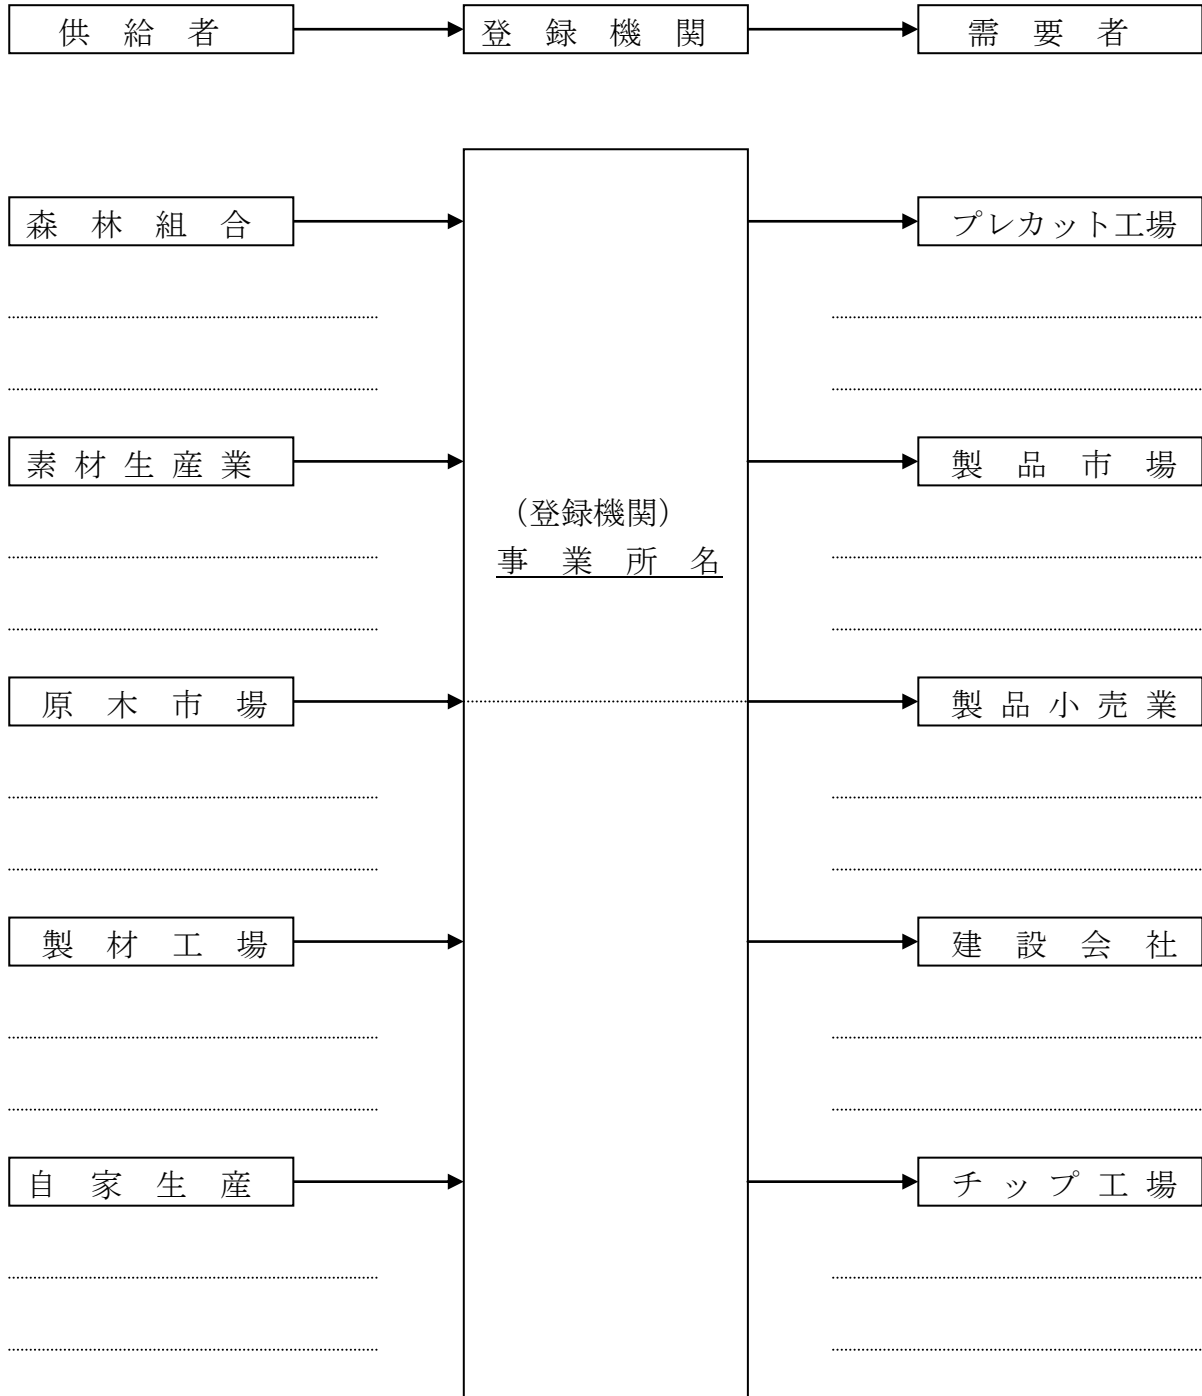 供給者
登録機関
需要者
森林組合
プレカット工場
素材生産業
製品市場
（登録機関）
事業所名
原木市場
製品小売業
製材工場
建設会社
自家生産
チップ工場